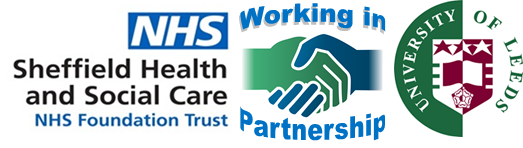 NHS
Sheffield Health
and Social Care
NHS Foundation Trust
Working in
Partnership
UNIVERSITY OF LEEDS